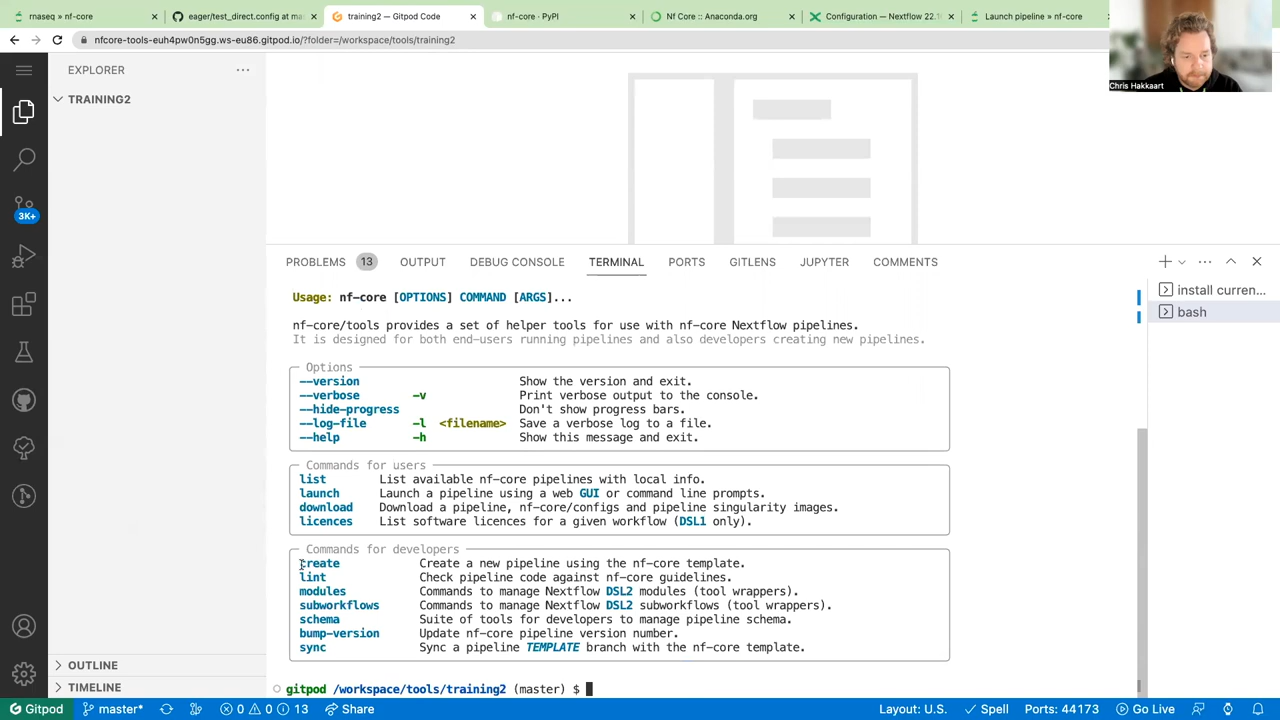 rnaseq » nf-core
eager/test_direct.config at mas
training2 — Gitpod Code
nf-core · PyPI
Nf Core :: Anaconda.org
Configuration — Nextflow 22.1
Launch pipeline » nf-core
nfcore-tools-euh4pw0n5gg.ws-eu86.gitpod.io/?folder=/workspace/tools/training2
Chris Hakkaart
EXPLORER
TRAINING2
3K+
OUTLINE
TIMELINE
PROBLEMS 13 OUTPUT DEBUG CONSOLE TERMINAL PORTS GITLENS JUPYTER COMMENTS
install curren...
bash
Usage: nf-core [OPTIONS] COMMAND [ARGS]...
nf-core/tools provides a set of helper tools for use with nf-core Nextflow pipelines.
It is designed for both end-users running pipelines and also developers creating new pipelines.
Options
--version Show the version and exit.
--verbose -v Print verbose output to the console.
--hide-progress Don't show progress bars.
--log-file -l <filename> Save a verbose log to a file.
--help -h Show this message and exit.
Commands for users
list List available nf-core pipelines with local info.
launch Launch a pipeline using a web GUI or command line prompts.
download Download a pipeline, nf-core/configs and pipeline singularity images.
licences List software licences for a given workflow (DSL1 only).
Commands for developers
create Create a new pipeline using the nf-core template.
lint Check pipeline code against nf-core guidelines.
modules Commands to manage Nextflow DSL2 modules (tool wrappers).
subworkflows Commands to manage Nextflow DSL2 subworkflows (tool wrappers).
schema Suite of tools for developers to manage pipeline schema.
bump-version Update nf-core pipeline version number.
sync Sync a pipeline TEMPLATE branch with the nf-core template.
gitpod /workspace/tools/training2 (master) $
Gitpod master* 0 0 13 Share Layout: U.S. Spell Ports: 44173 Go Live